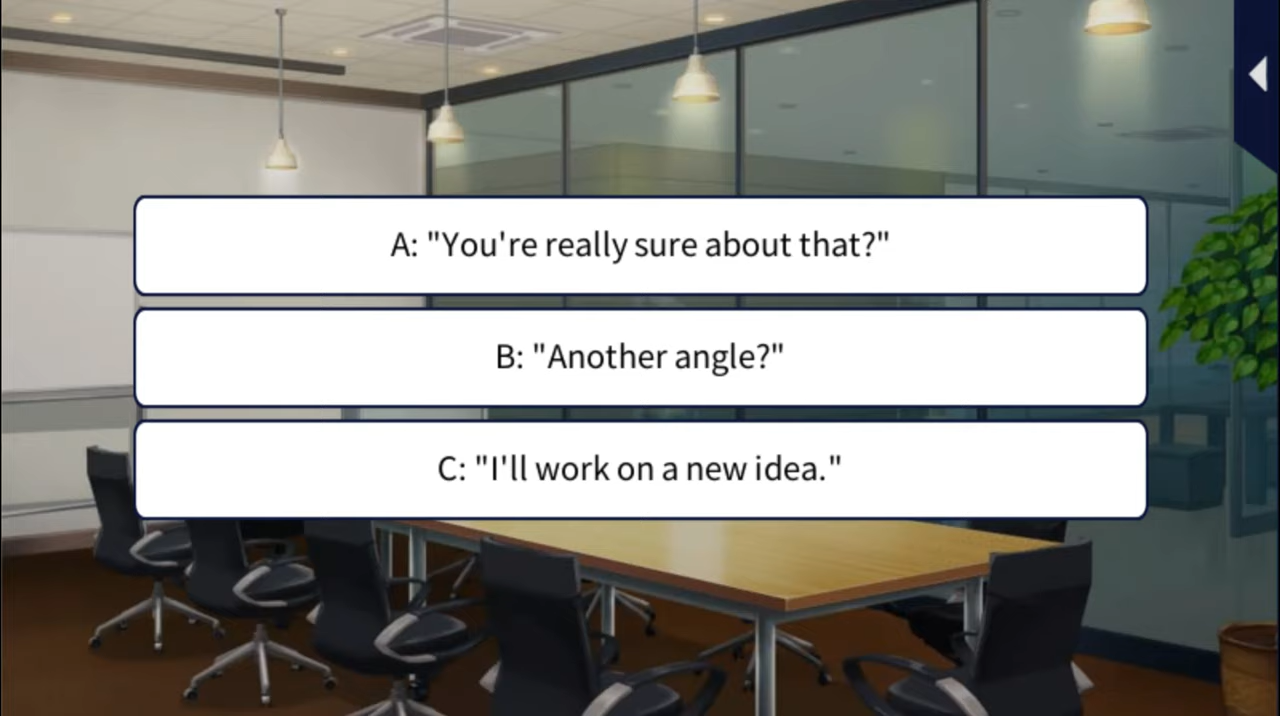 A: "You're really sure about that?"
B: "Another angle?"
C: "I'll work on a new idea."